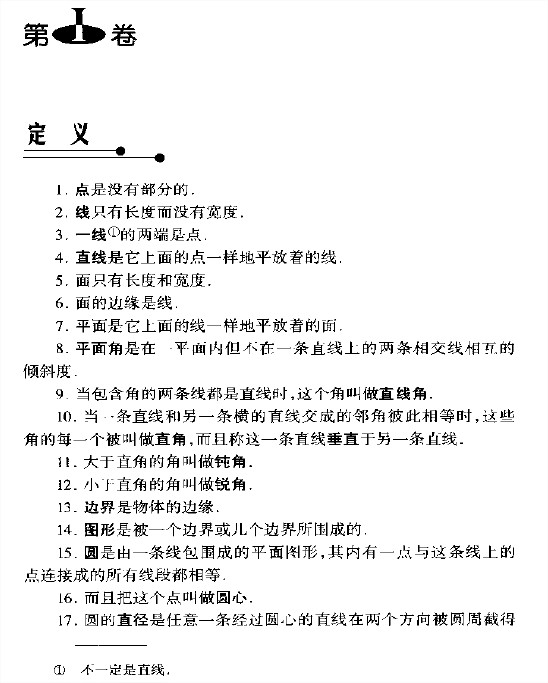 第 I 卷
定 义
1. 点是没有部分的.
2. 线只有长度而没有宽度.
3. 一线①的两端是点.
4. 直线是它上面的点一样地平放着的线.
5. 面只有长度和宽度.
6. 面的边缘是线.
7. 平面是它上面的线一样地平放着的面.
8. 平面角是在一平面内但不在一条直线上的两条相交线相互的
倾斜度.
9. 当包含角的两条线都是直线时,这个角叫做直线角.
10. 当一条直线和另一条横的直线交成的邻角彼此相等时,这些
角的每一个被叫做直角,而且称这一条直线垂直于另一条直线.
11. 大于直角的角叫做钝角.
12. 小于直角的角叫做锐角.
13. 边界是物体的边缘.
14. 图形是被一个边界或几个边界所围成的.
15. 圆是由一条线包围成的平面图形,其内有一点与这条线上的
点连接成的所有线段都相等.
16. 而且把这个点叫做圆心.
17. 圆的直径是任意一条经过圆心的直线在两个方向被圆周截得
① 不一定是直线.